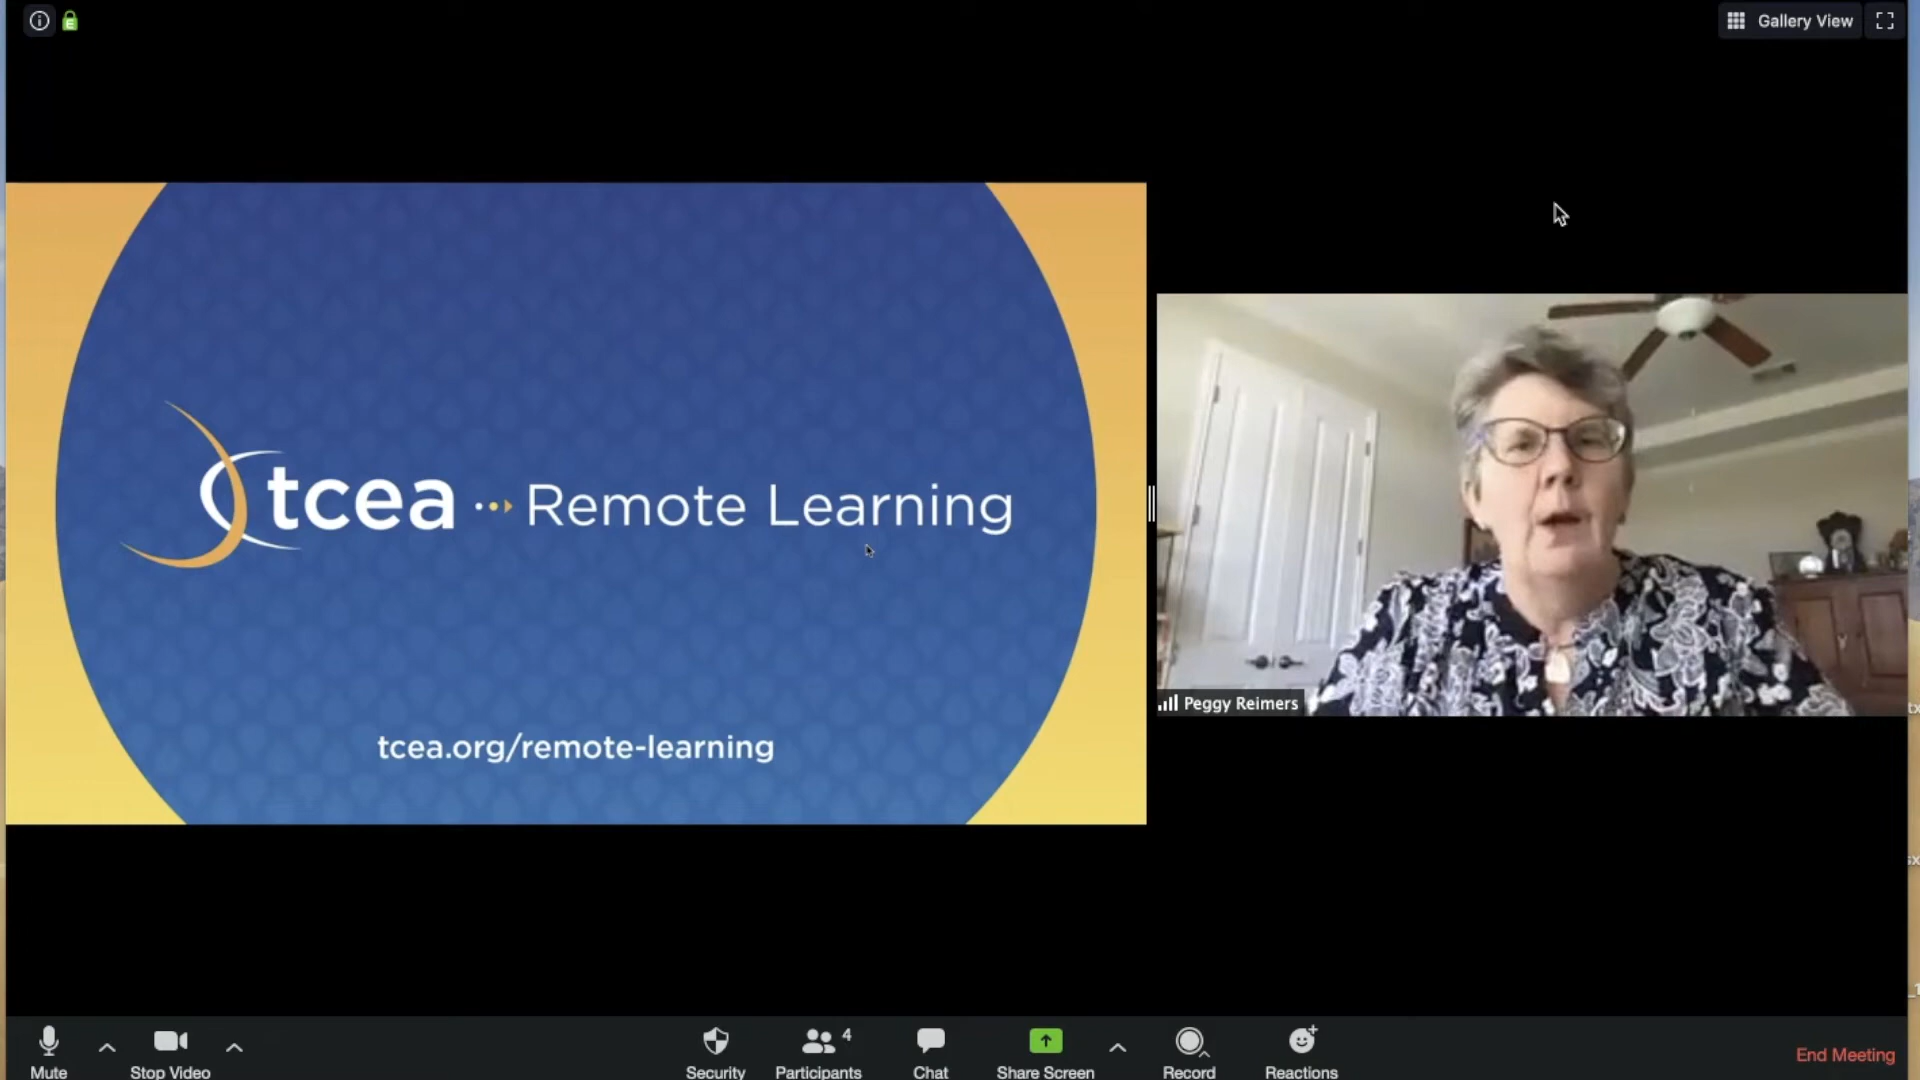 Gallery View
tcea Remote Learning
tcea.org/remote-learning
Peggy Reimers
Mute
Stop Video
Security
Participants
4
Chat
Share Screen
Record
Reactions
End Meeting